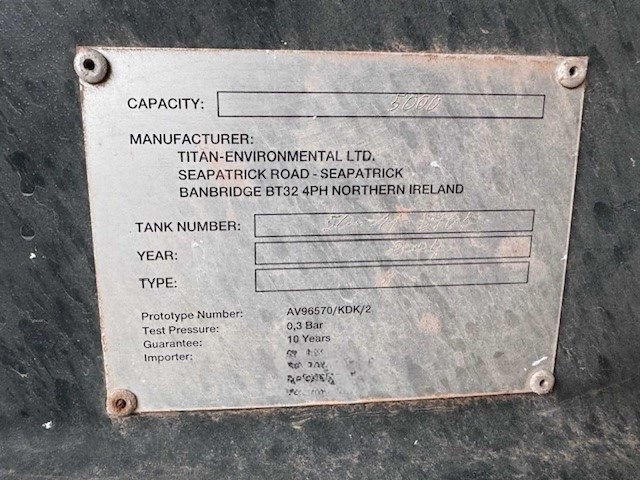 CAPACITY: 5000
MANUFACTURER:
TITAN-ENVIRONMENTAL LTD.
SEAPATRICK ROAD - SEAPATRICK
BANBRIDGE BT32 4PH NORTHERN IRELAND
TANK NUMBER:
YEAR:
TYPE:
Prototype Number: AV96570/KDK/2
Test Pressure: 0,3 Bar
Guarantee: 10 Years
Importer: